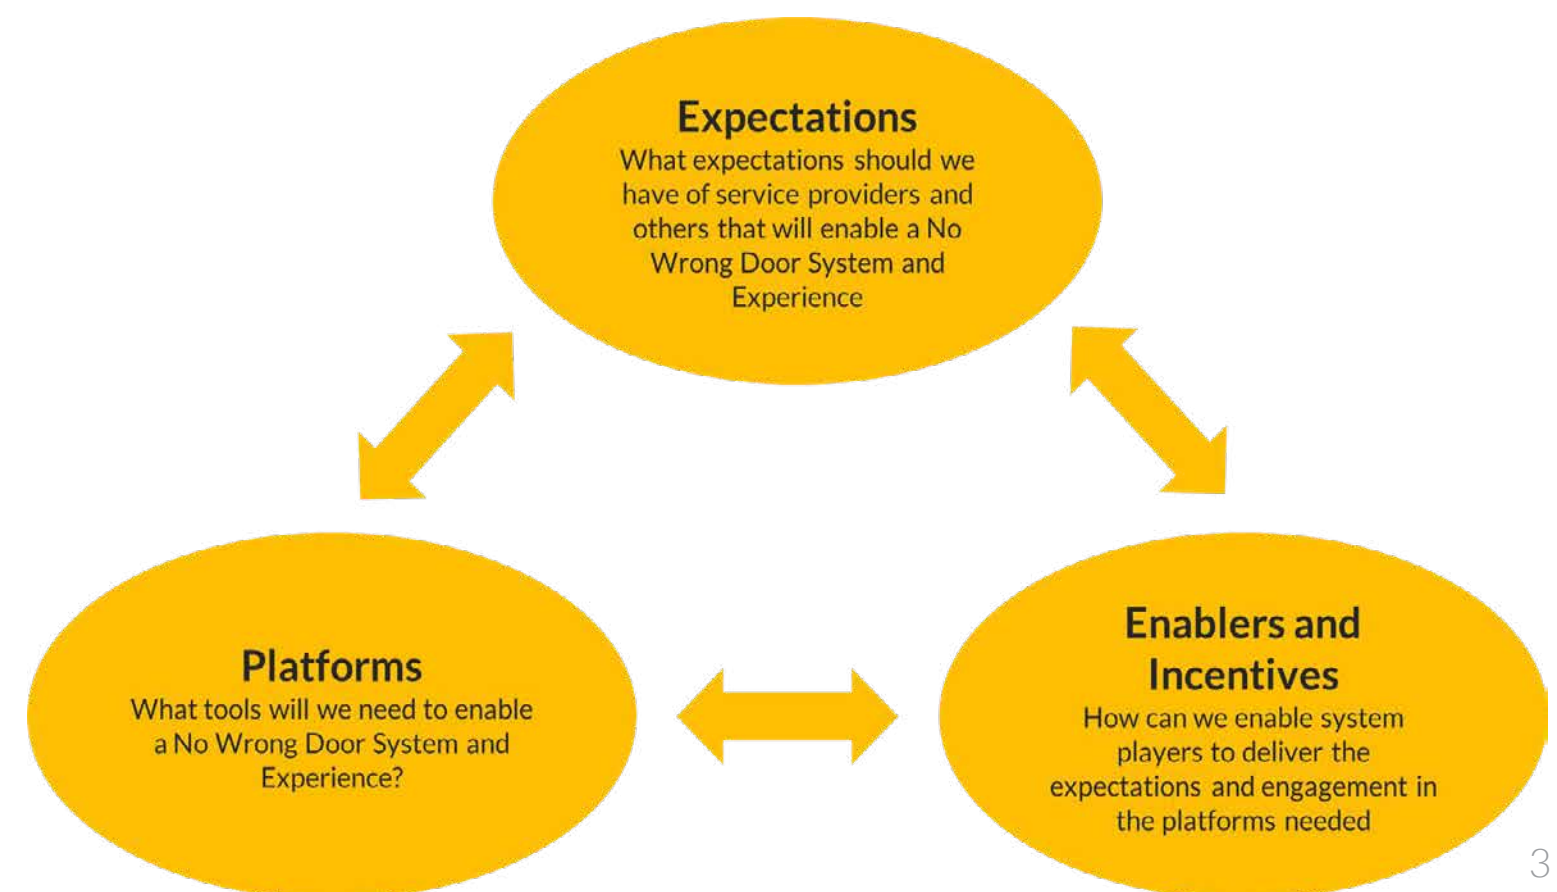 Expectations
What expectations should we
have of service providers and
others that will enable a No
Wrong Door System and
Experience
Platforms
What tools will we need to enable
a No Wrong Door System and
Experience?
Enablers and
Incentives
How can we enable system
players to deliver the
expectations and engagement in
the platforms needed
3